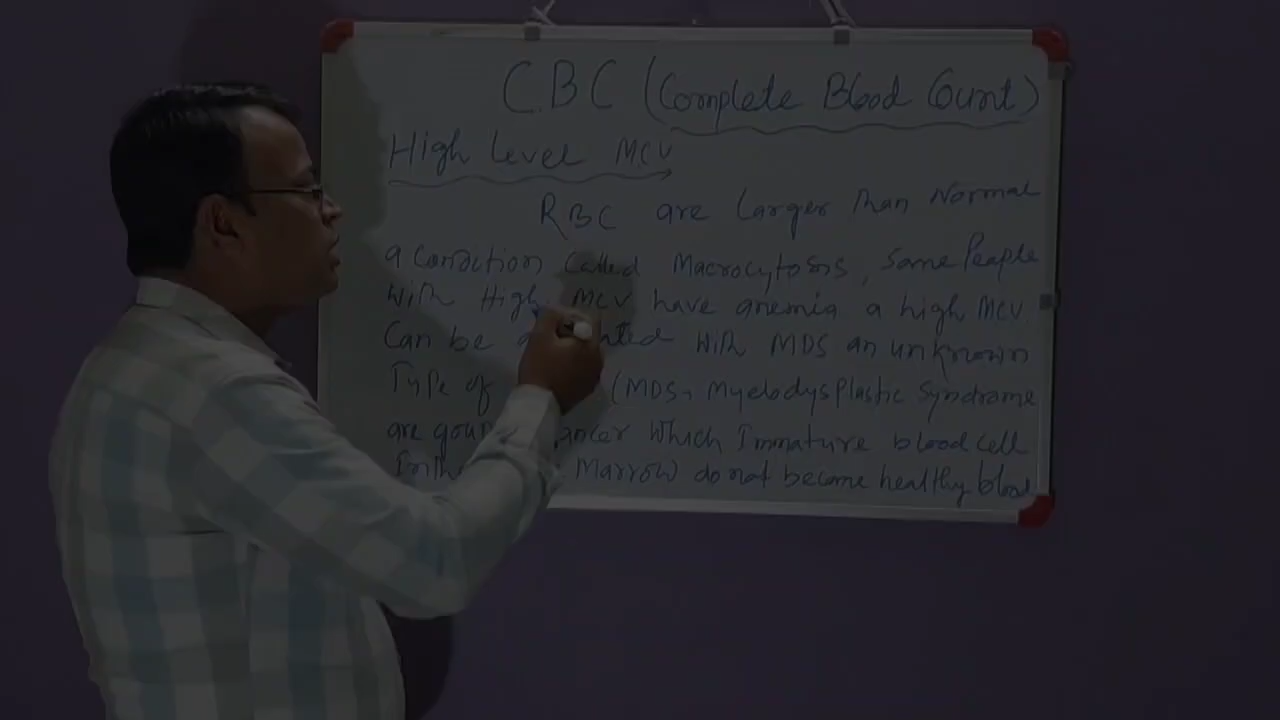 CBC (Complete Blood Count)
High Level MCV
RBC are Larger Than Normal
a condition called Macrocytosis, Some People
With High MCV have anemia a high MCV
Can be with MDS an unknown
Type of (MDS, Myelodysplastic Syndrome
are Which Immature blood cell
Marrow do not become healthy blood